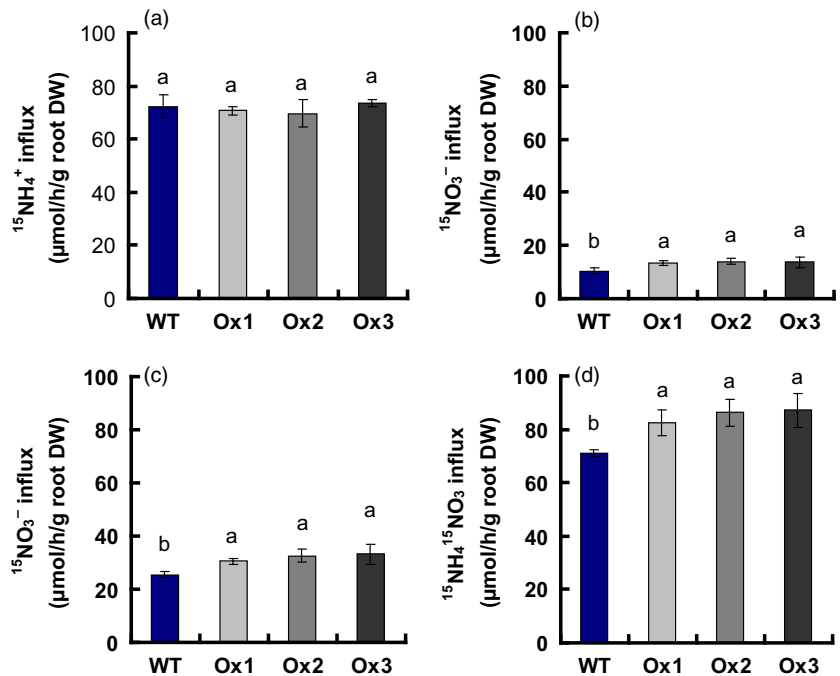 (a)
100
80
60
40
20
0
¹⁵NH₄⁺ influx
(µmol/h/g root DW)
a a a a
WT Ox1 Ox2 Ox3
(b)
100
80
60
40
20
0
¹⁵NO₃⁻ influx
(µmol/h/g root DW)
b a a a
WT Ox1 Ox2 Ox3
(c)
100
80
60
40
20
0
¹⁵NO₃⁻ influx
(µmol/h/g root DW)
b a a a
WT Ox1 Ox2 Ox3
(d)
100
80
60
40
20
0
¹⁵NH₄¹⁵NO₃ influx
(µmol/h/g root DW)
b a a a
WT Ox1 Ox2 Ox3